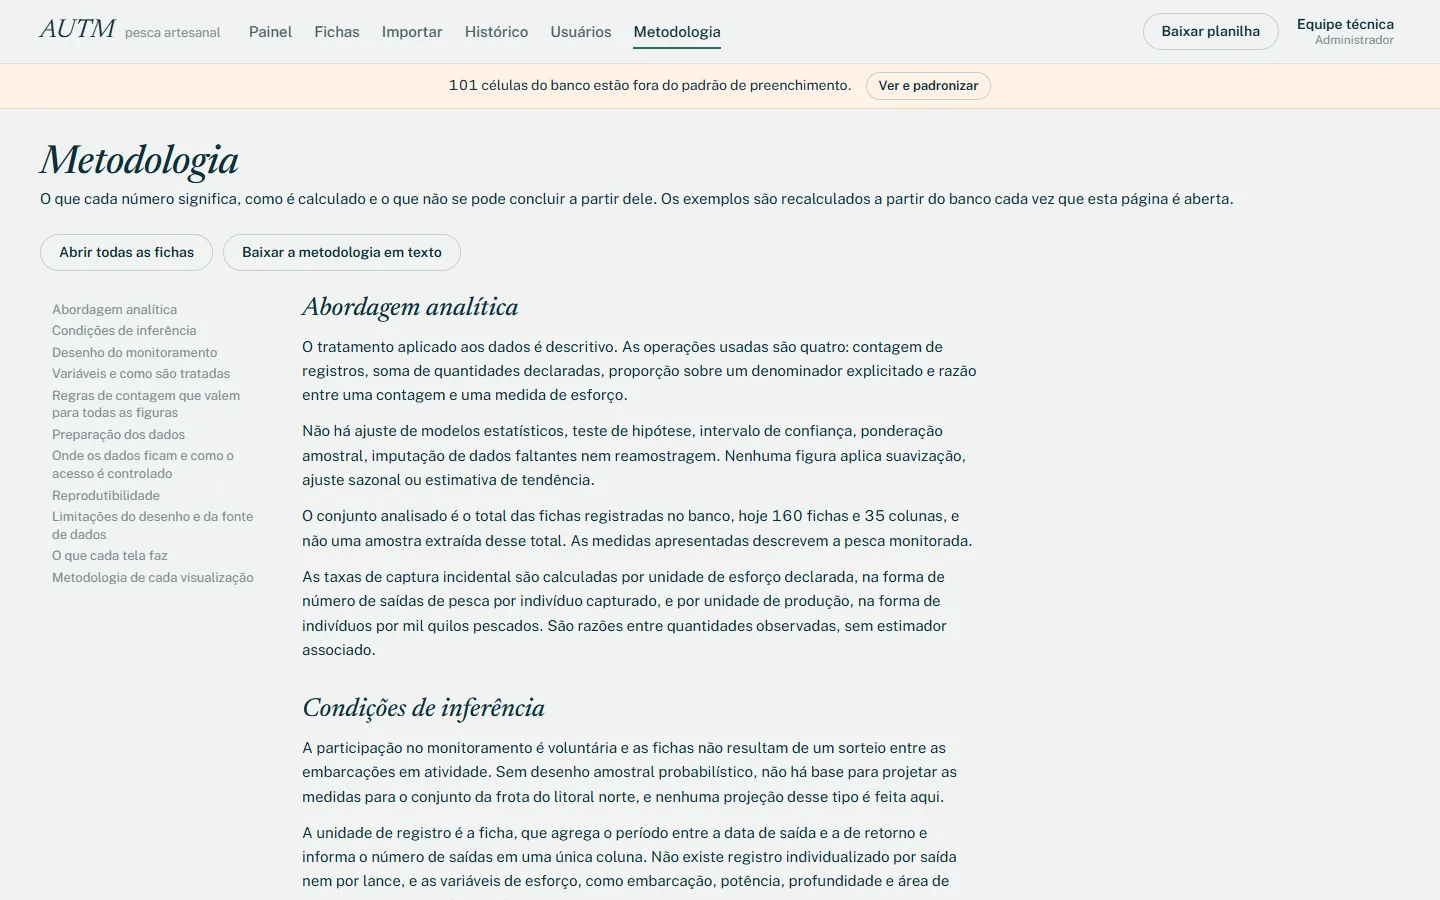 AUTM pesca artesanal
Painel
Fichas
Importar
Histórico
Usuários
Metodologia
Baixar planilha
Equipe técnica
Administrador
101 células do banco estão fora do padrão de preenchimento.
Ver e padronizar
Metodologia
O que cada número significa, como é calculado e o que não se pode concluir a partir dele. Os exemplos são recalculados a partir do banco cada vez que esta página é aberta.
Abrir todas as fichas
Baixar a metodologia em texto
Abordagem analítica
Condições de inferência
Desenho do monitoramento
Variáveis e como são tratadas
Regras de contagem que valem
para todas as figuras
Preparação dos dados
Onde os dados ficam e como o
acesso é controlado
Reprodutibilidade
Limitações do desenho e da fonte
de dados
O que cada tela faz
Metodologia de cada visualização
Abordagem analítica
O tratamento aplicado aos dados é descritivo. As operações usadas são quatro: contagem de
registros, soma de quantidades declaradas, proporção sobre um denominador explicitado e razão
entre uma contagem e uma medida de esforço.
Não há ajuste de modelos estatísticos, teste de hipótese, intervalo de confiança, ponderação
amostral, imputação de dados faltantes nem reamostragem. Nenhuma figura aplica suavização,
ajuste sazonal ou estimativa de tendência.
O conjunto analisado é o total das fichas registradas no banco, hoje 160 fichas e 35 colunas, e
não uma amostra extraída desse total. As medidas apresentadas descrevem a pesca monitorada.
As taxas de captura incidental são calculadas por unidade de esforço declarada, na forma de
número de saídas de pesca por indivíduo capturado, e por unidade de produção, na forma de
indivíduos por mil quilos pescados. São razões entre quantidades observadas, sem estimador
associado.
Condições de inferência
A participação no monitoramento é voluntária e as fichas não resultam de um sorteio entre as
embarcações em atividade. Sem desenho amostral probabilístico, não há base para projetar as
medidas para o conjunto da frota do litoral norte, e nenhuma projeção desse tipo é feita aqui.
A unidade de registro é a ficha, que agrega o período entre a data de saída e a de retorno e
informa o número de saídas em uma única coluna. Não existe registro individualizado por saída
nem por lance, e as variáveis de esforço, como embarcação, potência, profundidade e área de